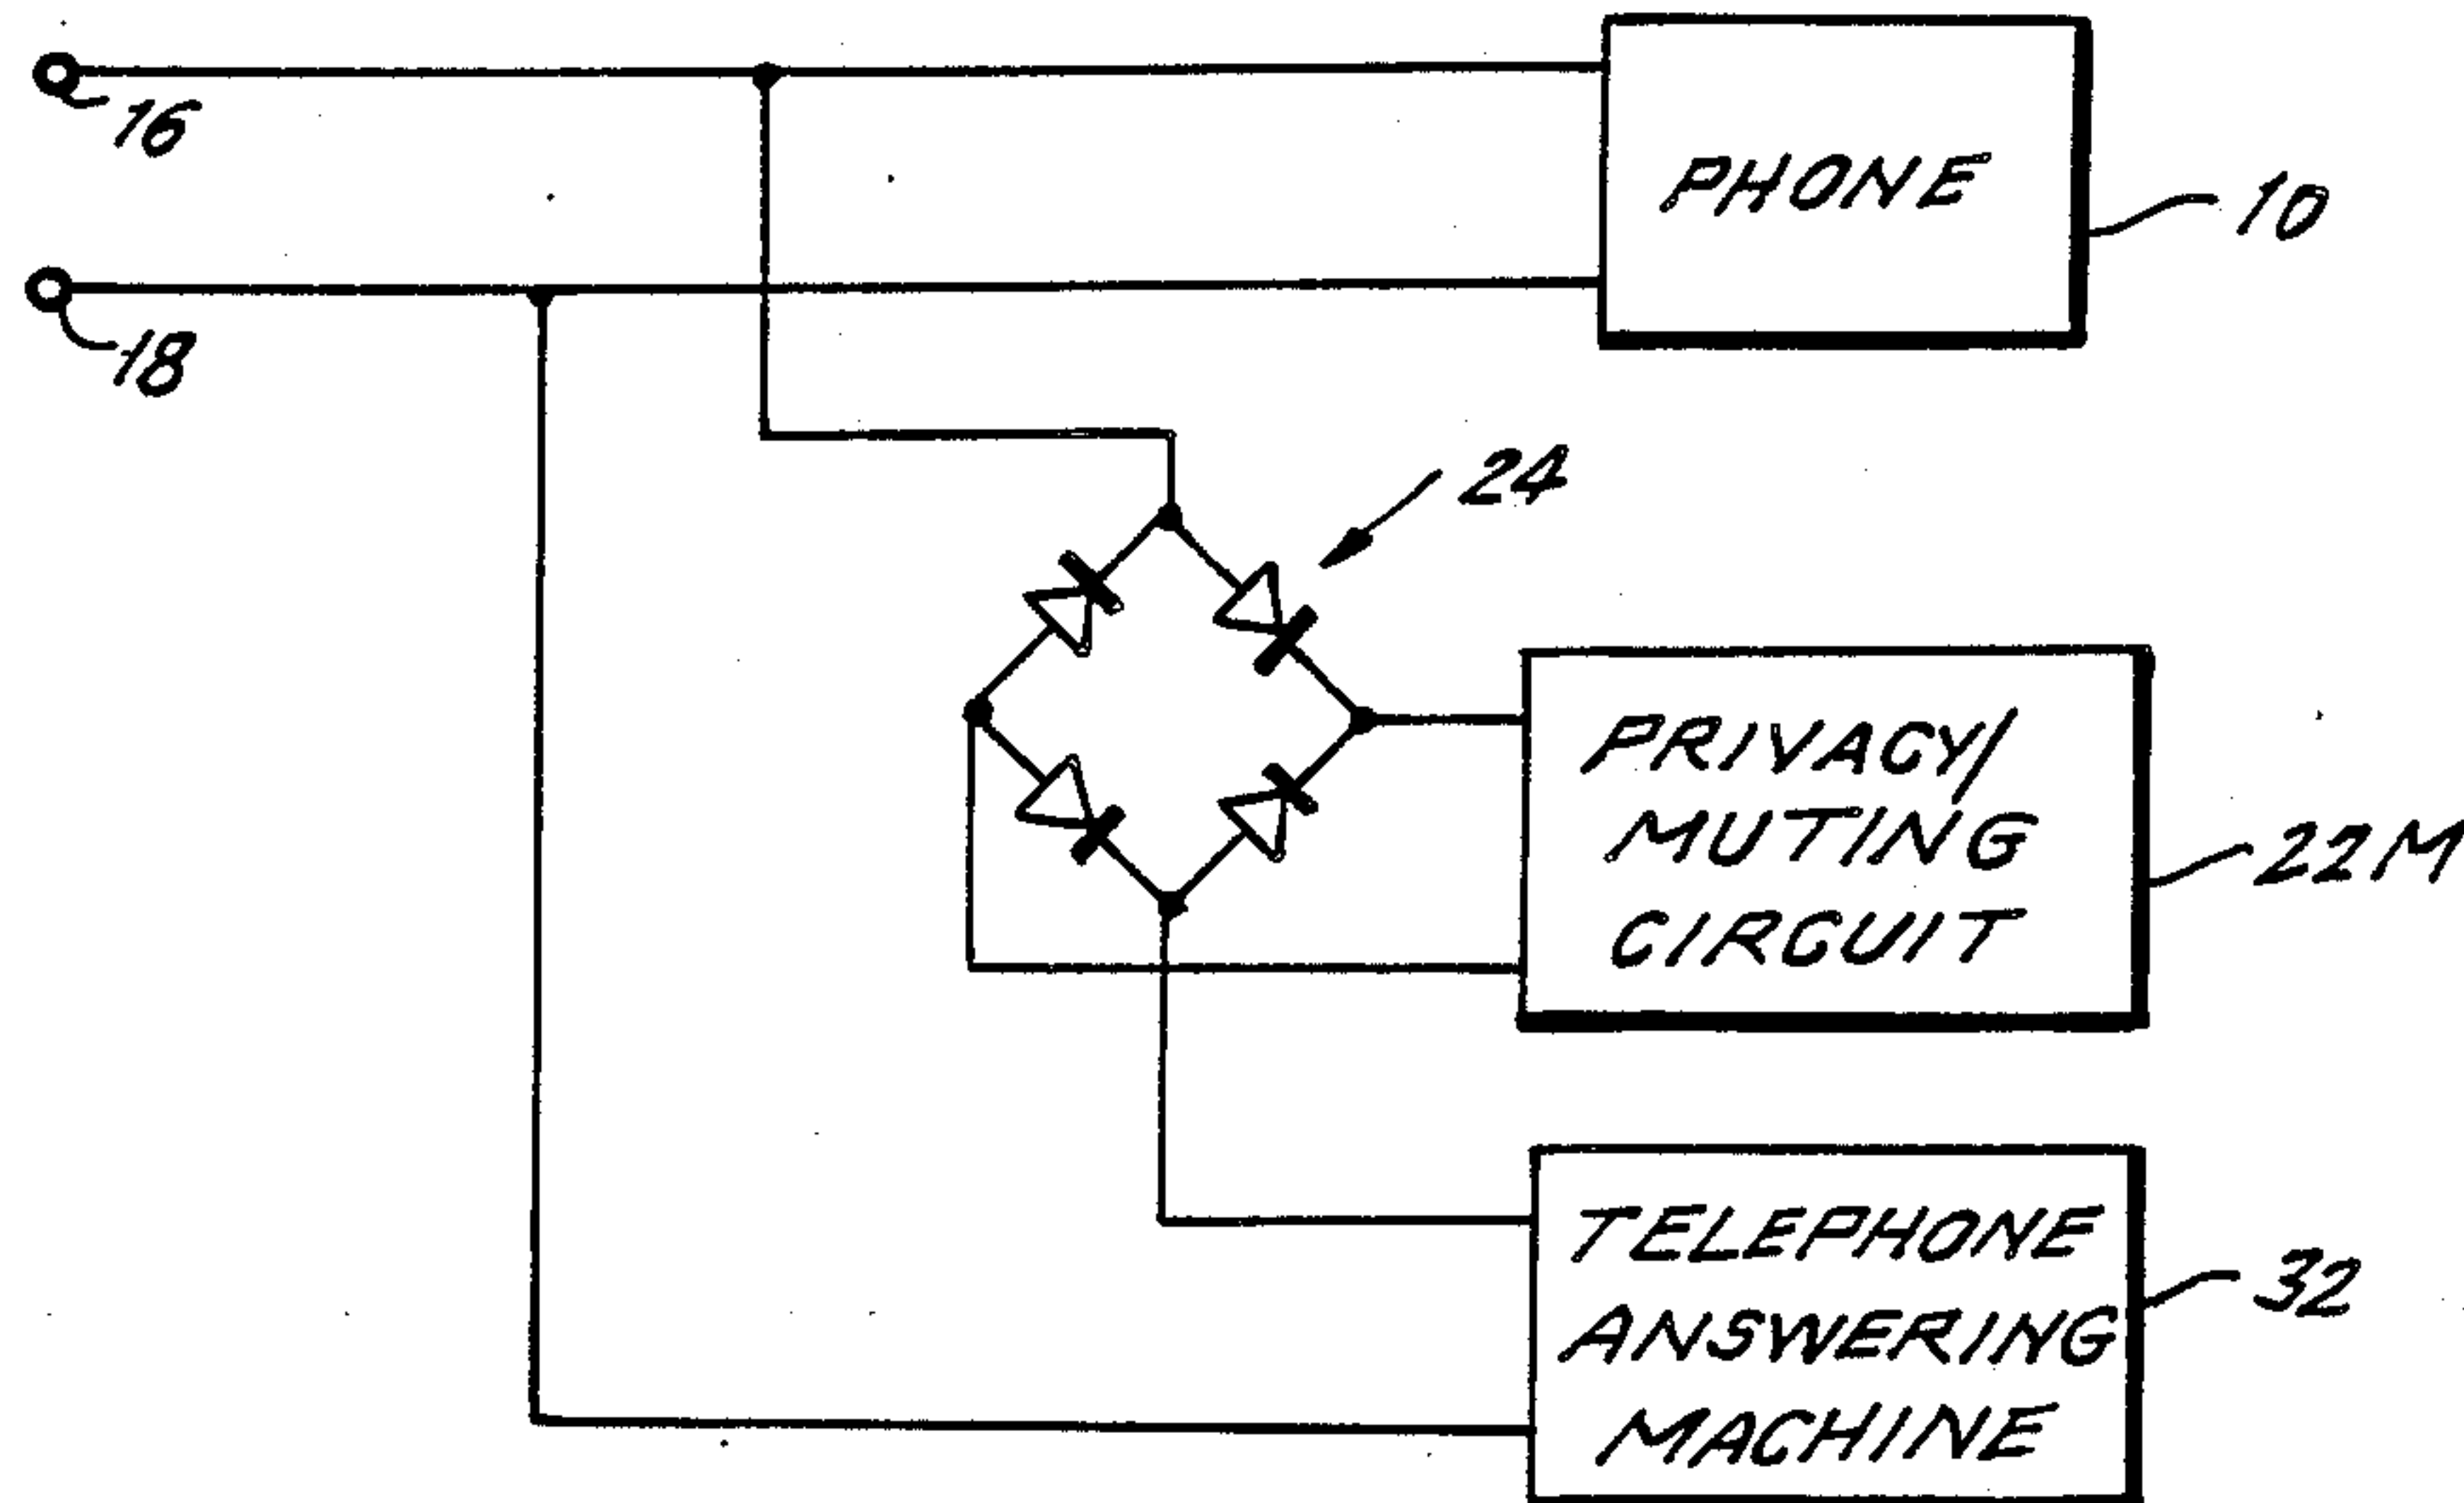 16
PHONE
10
18
24
PRIVACY/
MUTING
CIRCUIT
22M
TELEPHONE
ANSWERING
MACHINE
32